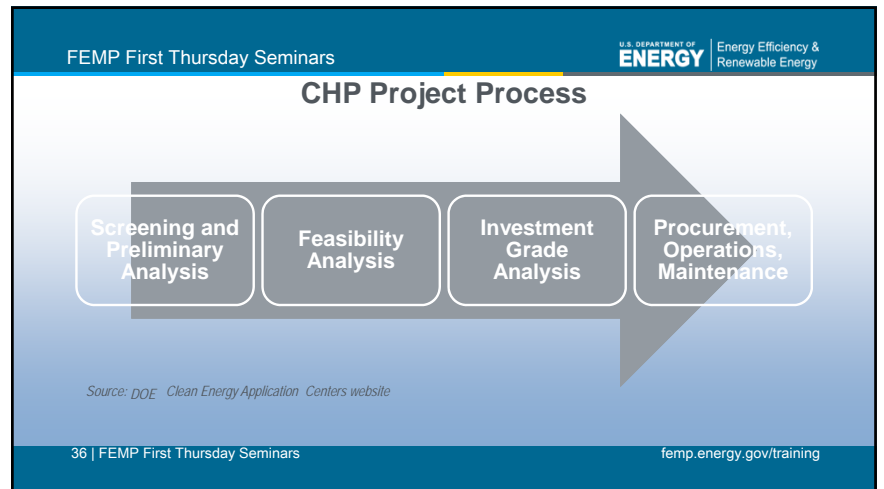 FEMP First Thursday Seminars
U.S. DEPARTMENT OF
ENERGY
Energy Efficiency &
Renewable Energy
CHP Project Process
Screening and
Preliminary
Analysis
Feasibility
Analysis
Investment
Grade
Analysis
Procurement,
Operations,
Maintenance
Source: DOE Clean Energy Application Centers website
36 | FEMP First Thursday Seminars
femp.energy.gov/training